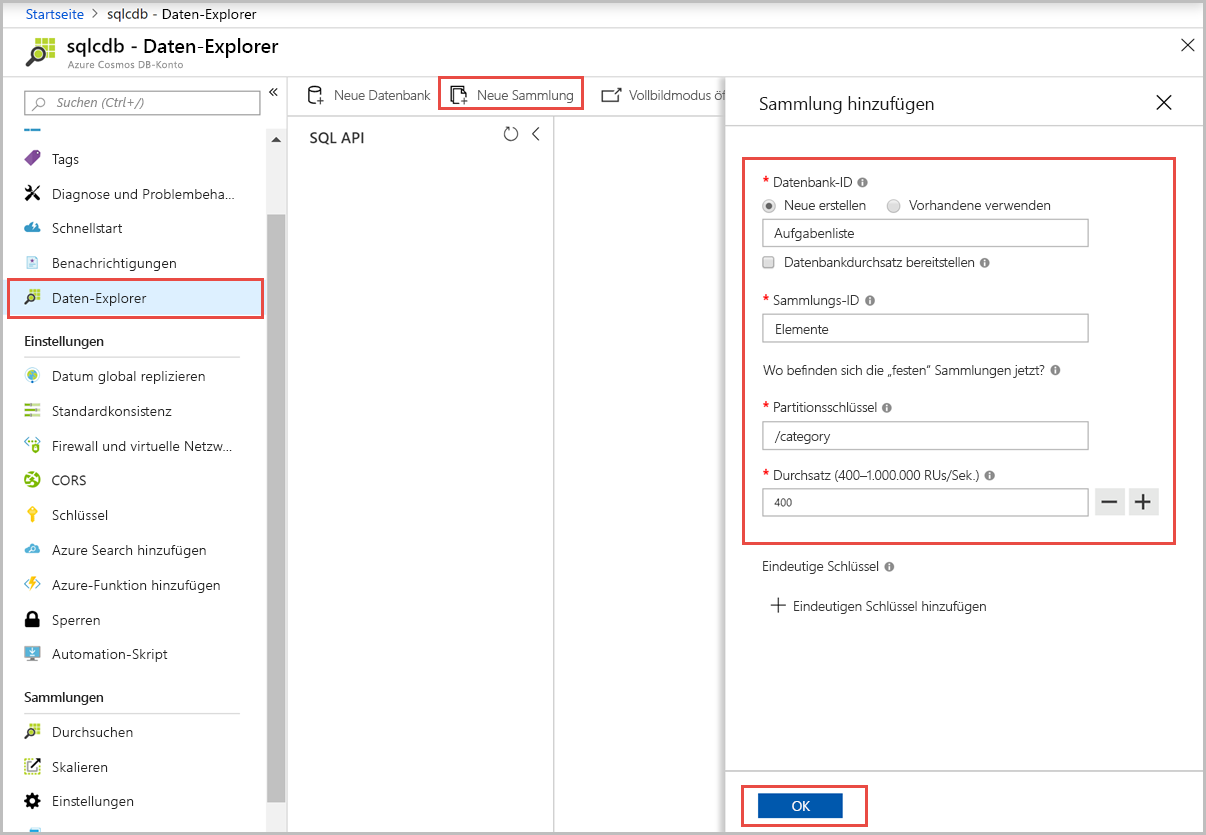 Startseite > sqlcdb - Daten-Explorer
sqlcdb - Daten-Explorer
Azure Cosmos DB-Konto
Suchen (Ctrl+/)
«
Tags
Diagnose und Problembeha...
Schnellstart
Benachrichtigungen
Daten-Explorer
Einstellungen
Datum global replizieren
Standardkonsistenz
Firewall und virtuelle Netzw...
CORS
Schlüssel
Azure Search hinzufügen
Azure-Funktion hinzufügen
Sperren
Automation-Skript
Sammlungen
Durchsuchen
Skalieren
Einstellungen
Neue Datenbank
Neue Sammlung
Vollbildmodus öf
SQL API
Sammlung hinzufügen
* Datenbank-ID
Neue erstellen
Vorhandene verwenden
Aufgabenliste
Datenbankdurchsatz bereitstellen
* Sammlungs-ID
Elemente
Wo befinden sich die „festen“ Sammlungen jetzt?
* Partitionsschlüssel
/category
* Durchsatz (400–1.000.000 RUs/Sek.)
400
Eindeutige Schlüssel
Eindeutigen Schlüssel hinzufügen
OK